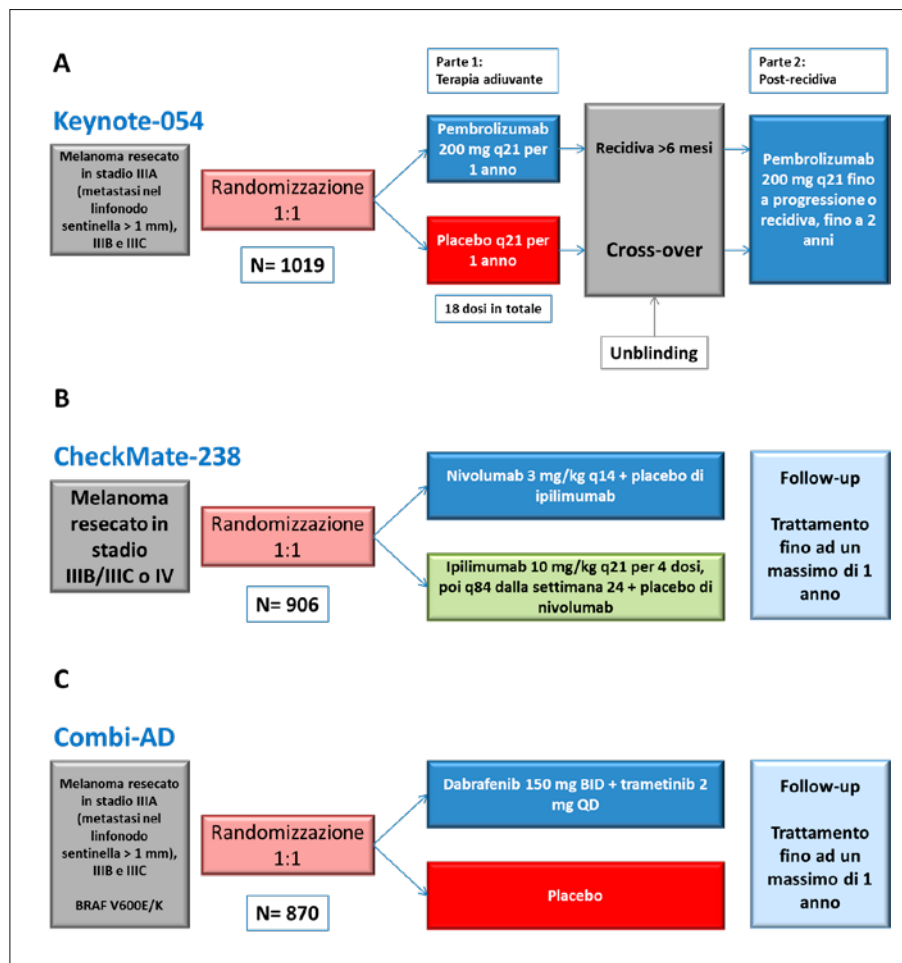 A
Keynote-054
Parte 1:
Terapia adiuvante
Parte 2:
Post-recidiva
Melanoma resecato
in stadio IIIA
(metastasi nel
linfonodo
sentinella > 1 mm),
IIIB e IIIC
Randomizzazione
1:1
N= 1019
Pembrolizumab
200 mg q21 per
1 anno
Placebo q21 per
1 anno
18 dosi in totale
Recidiva >6 mesi
Cross-over
Unblinding
Pembrolizumab
200 mg q21 fino
a progressione o
recidiva, fino a 2
anni
B
CheckMate-238
Melanoma
resecato in
stadio
IIIB/IIIC o IV
Randomizzazione
1:1
N= 906
Nivolumab 3 mg/kg q14 + placebo di
ipilimumab
Ipilimumab 10 mg/kg q21 per 4 dosi,
poi q84 dalla settimana 24 + placebo di
nivolumab
Follow-up
Trattamento
fino ad un
massimo di 1
anno
C
Combi-AD
Melanoma resecato
in stadio IIIA
(metastasi nel
linfonodo
sentinella > 1 mm),
IIIB e IIIC
BRAF V600E/K
Randomizzazione
1:1
N= 870
Dabrafenib 150 mg BID + trametinib 2
mg QD
Placebo
Follow-up
Trattamento
fino ad un
massimo di 1
anno